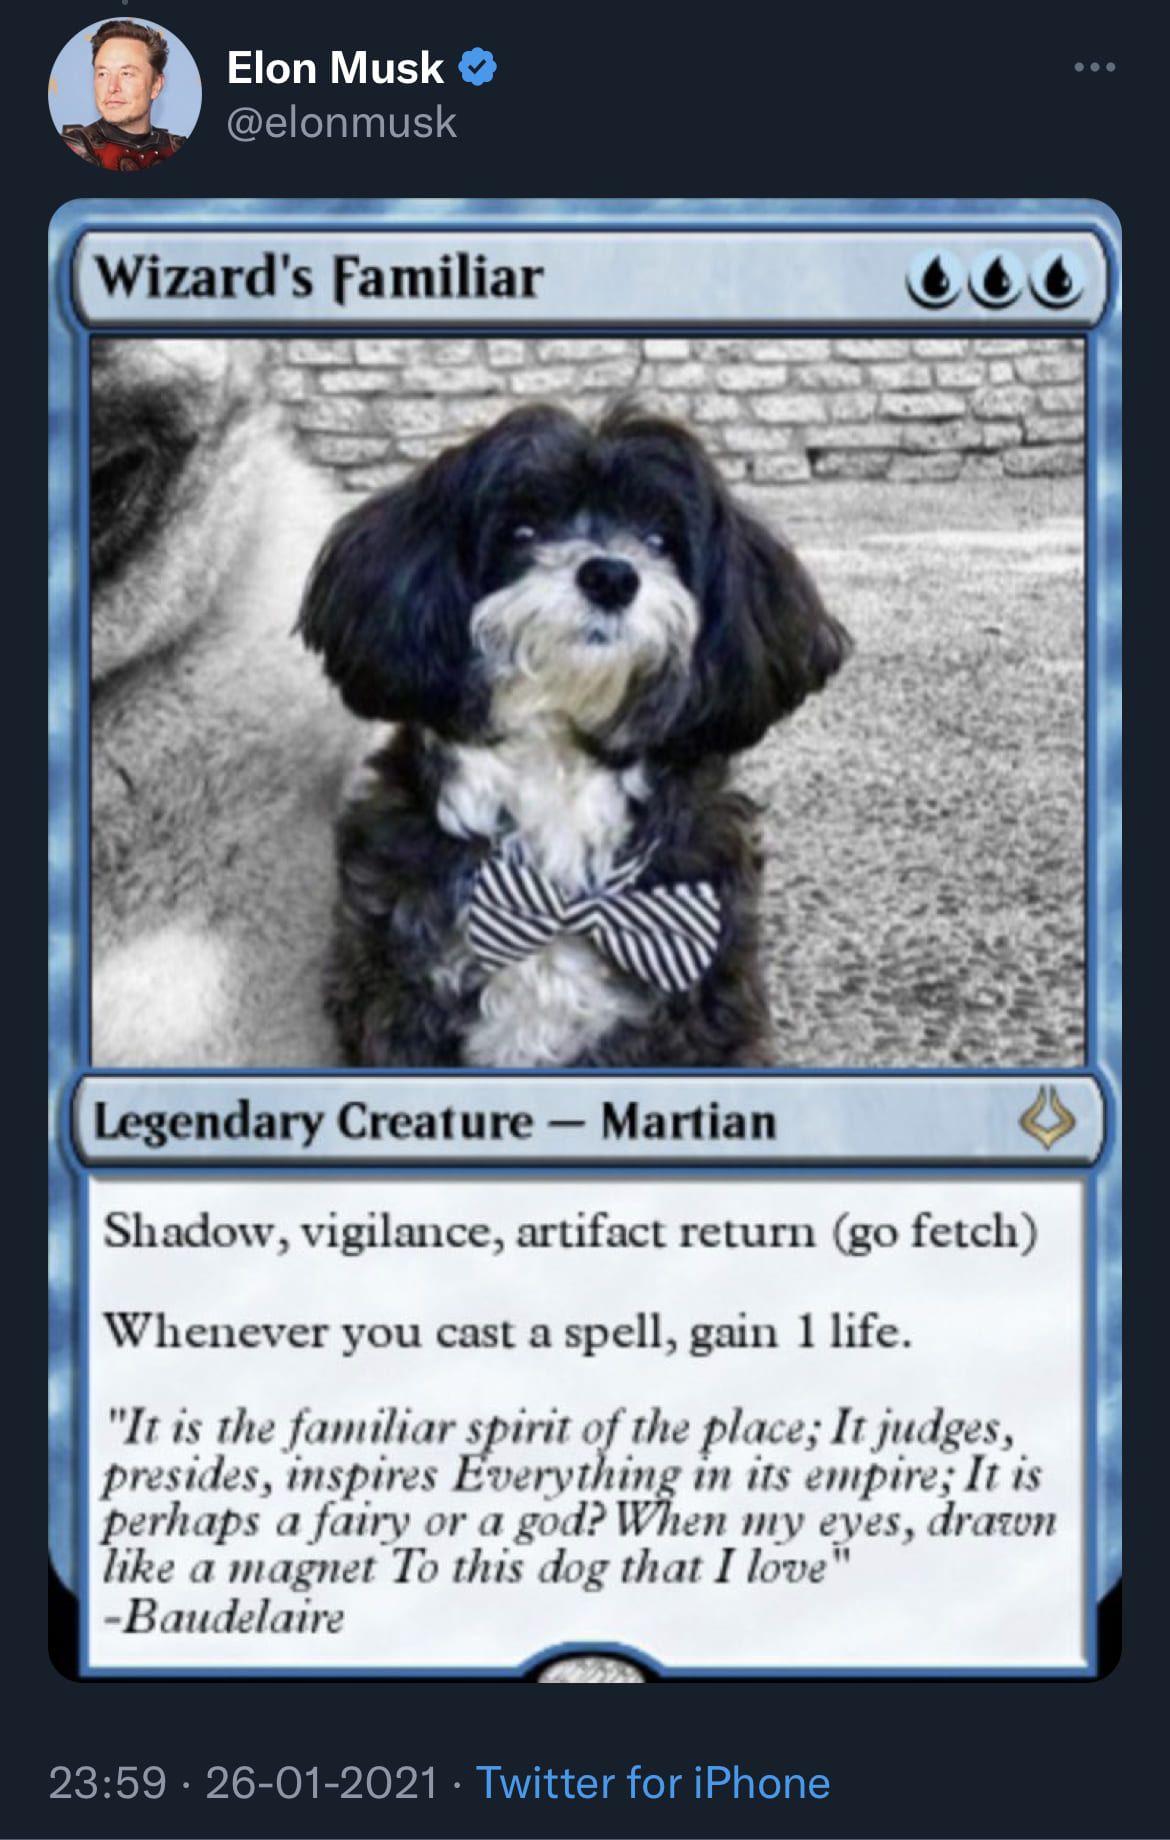 Elon Musk
@elonmusk
Wizard's Familiar
Legendary Creature — Martian
Shadow, vigilance, artifact return (go fetch)
Whenever you cast a spell, gain 1 life.
"It is the familiar spirit of the place; It judges,
presides, inspires Everything in its empire; It is
perhaps a fairy or a god? When my eyes, drawn
like a magnet To this dog that I love"
-Baudelaire
23:59 · 26-01-2021 · Twitter for iPhone